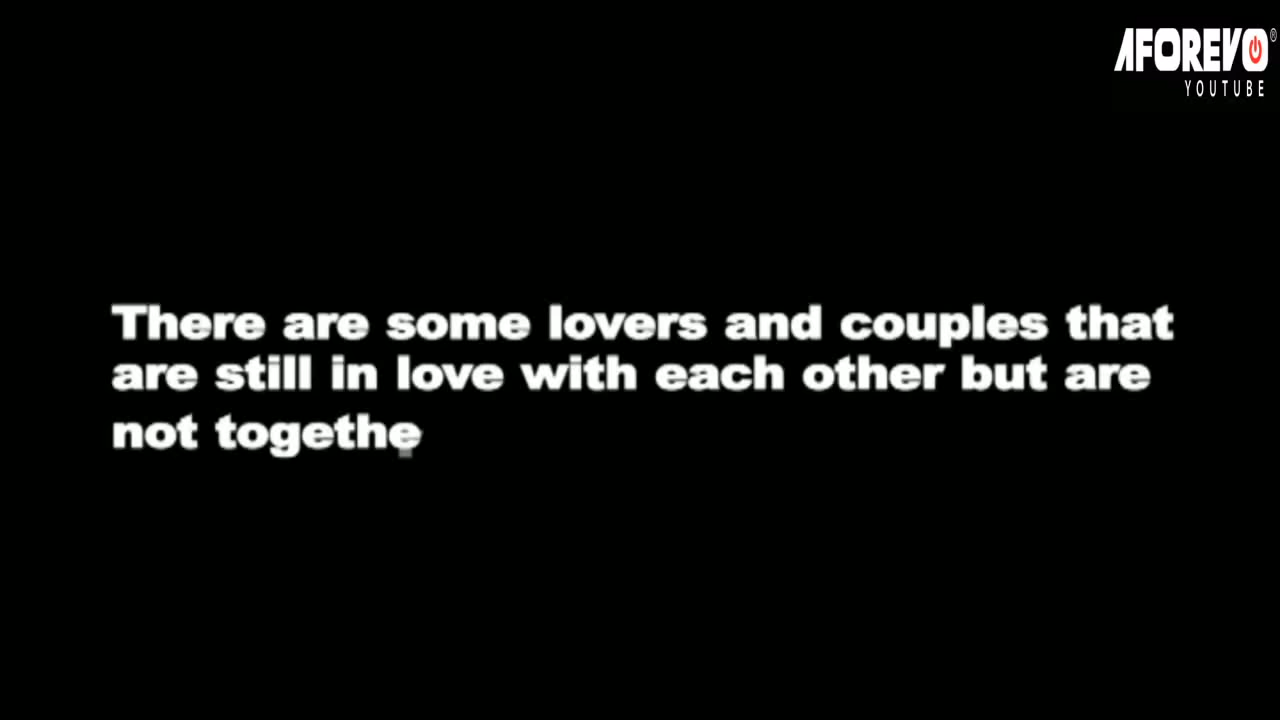 AFOREVO®
YOUTUBE
There are some lovers and couples that
are still in love with each other but are
not togethe